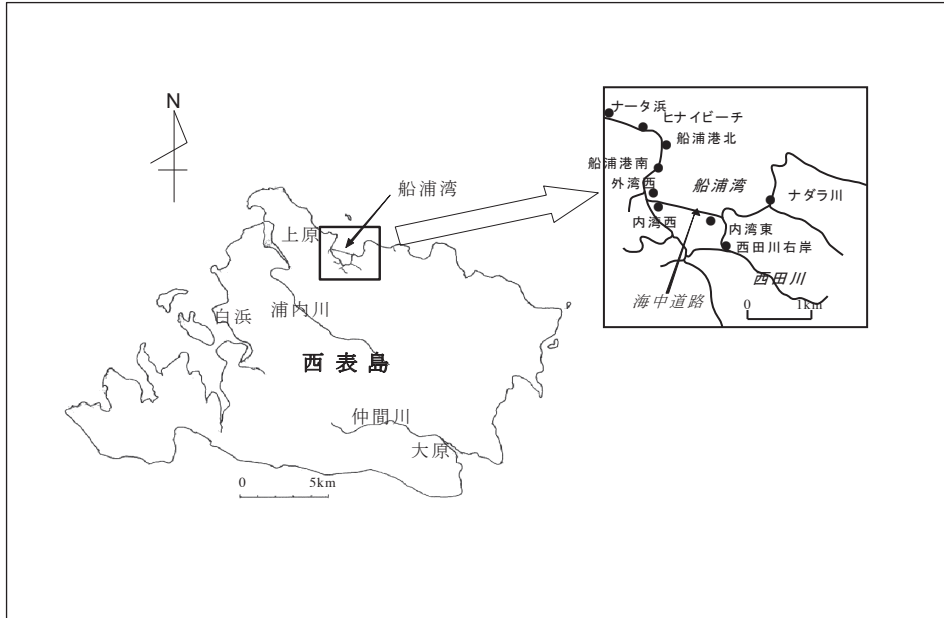 N
船浦湾
上原
浦内川
白浜
西表島
仲間川
大原
0 5km
ナータ浜
ヒナイビーチ
船浦港北
船浦港南
外湾西
船浦湾
ナダラ川
内湾西
内湾東
西田川右岸
西田川
海中道路
0 1km